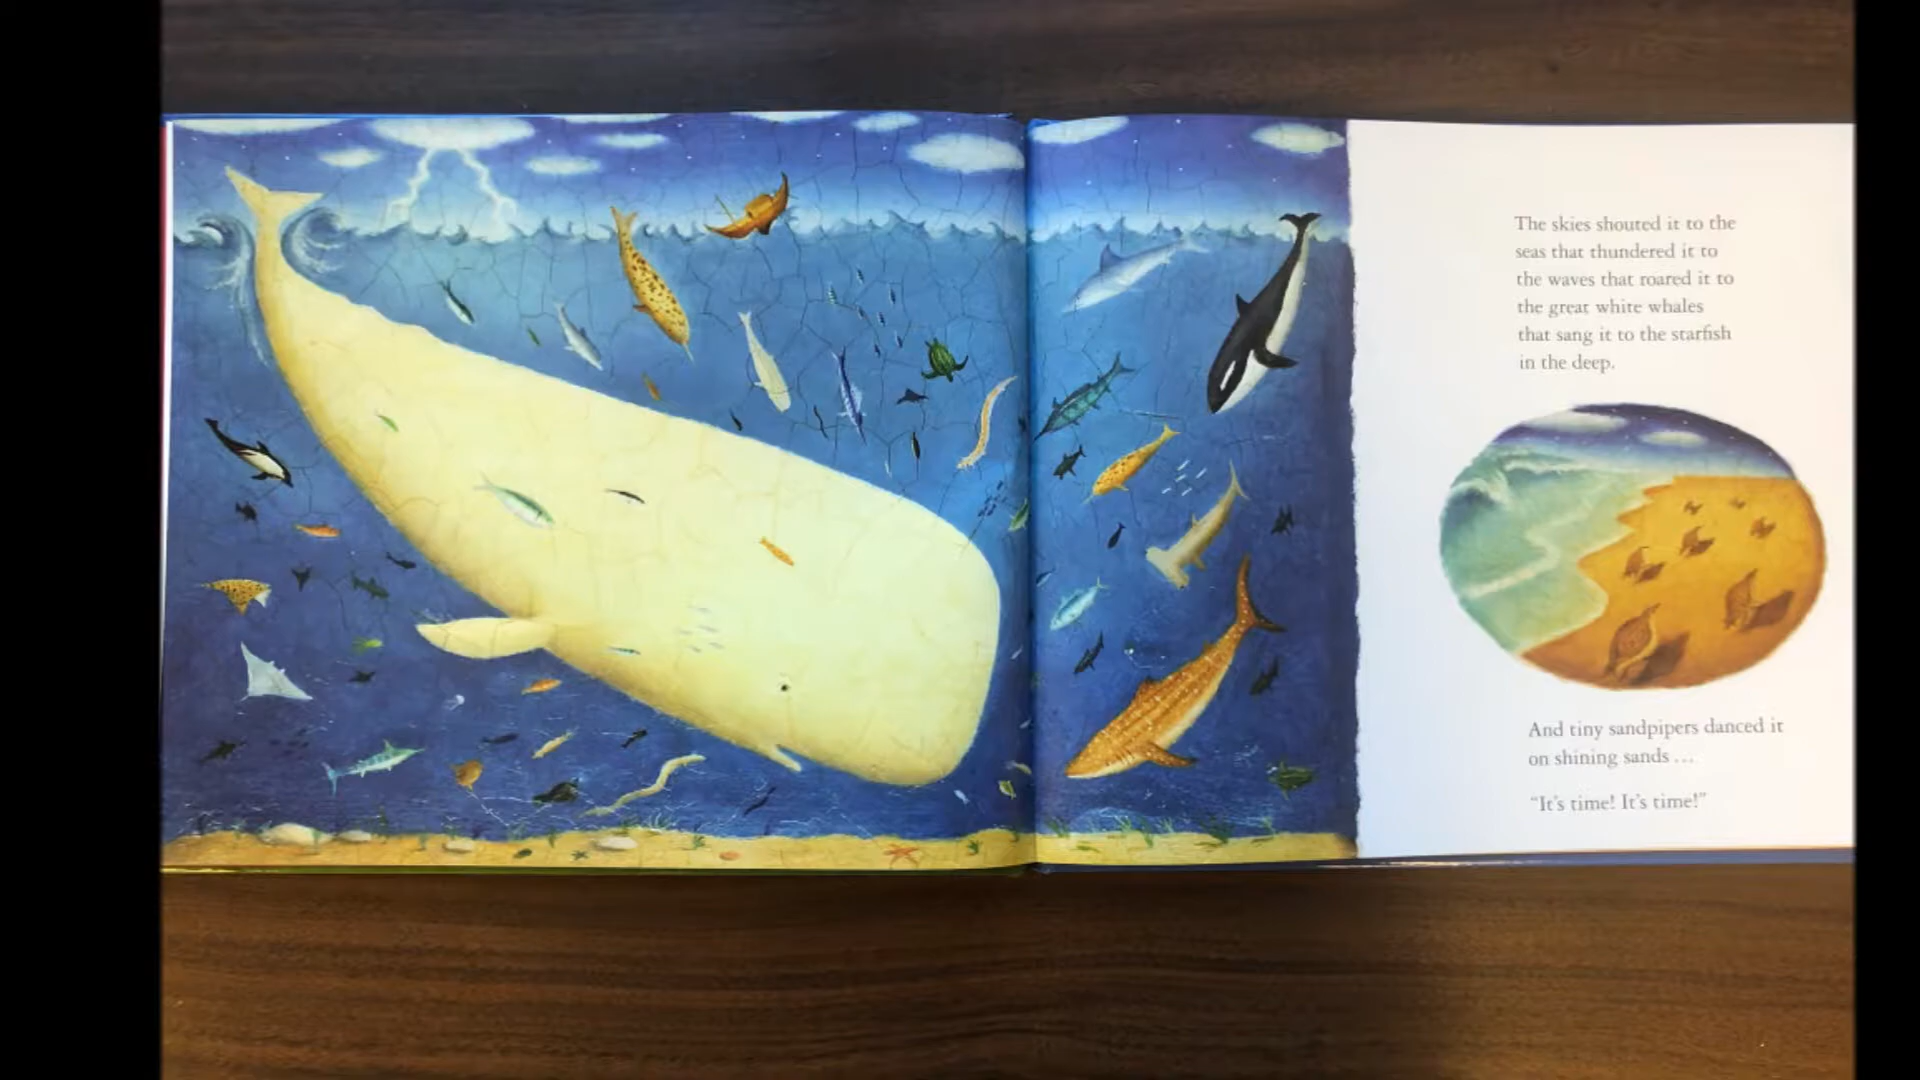 The skies shouted it to the
seas that thundered it to
the waves that roared it to
the great white whales
that sang it to the starfish
in the deep.
And tiny sandpipers danced it
on shining sands ...
“It's time! It's time!”